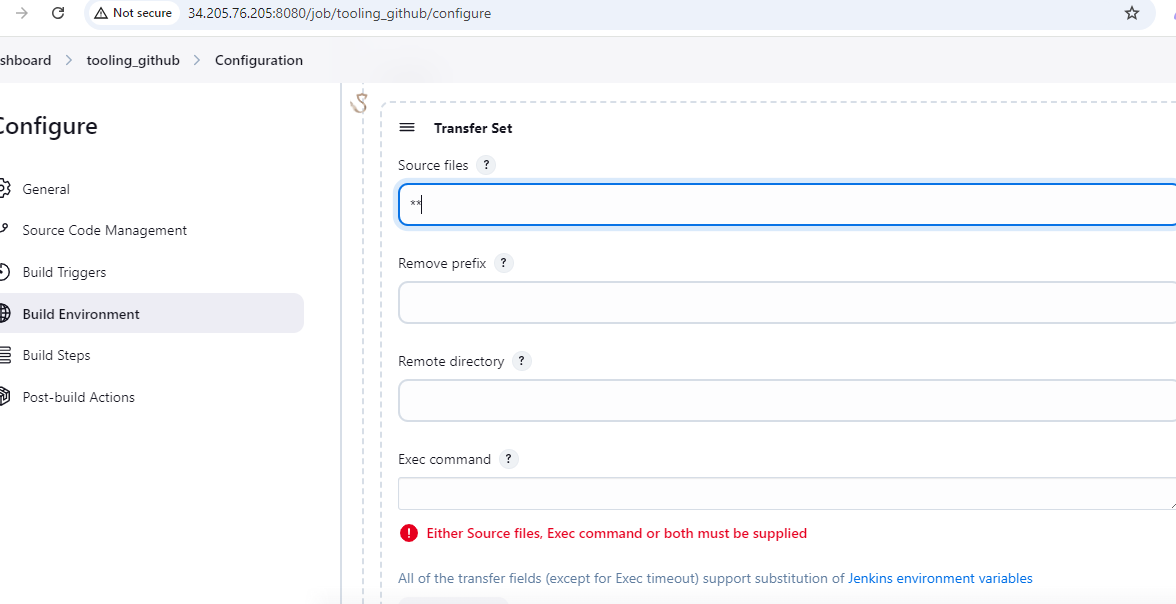 Not secure 34.205.76.205:8080/job/tooling_github/configure
shboard > tooling_github > Configuration
Configure
General
Source Code Management
Build Triggers
Build Environment
Build Steps
Post-build Actions
S
Transfer Set
Source files ?
**
Remove prefix ?
Remote directory ?
Exec command ?
Either Source files, Exec command or both must be supplied
All of the transfer fields (except for Exec timeout) support substitution of Jenkins environment variables